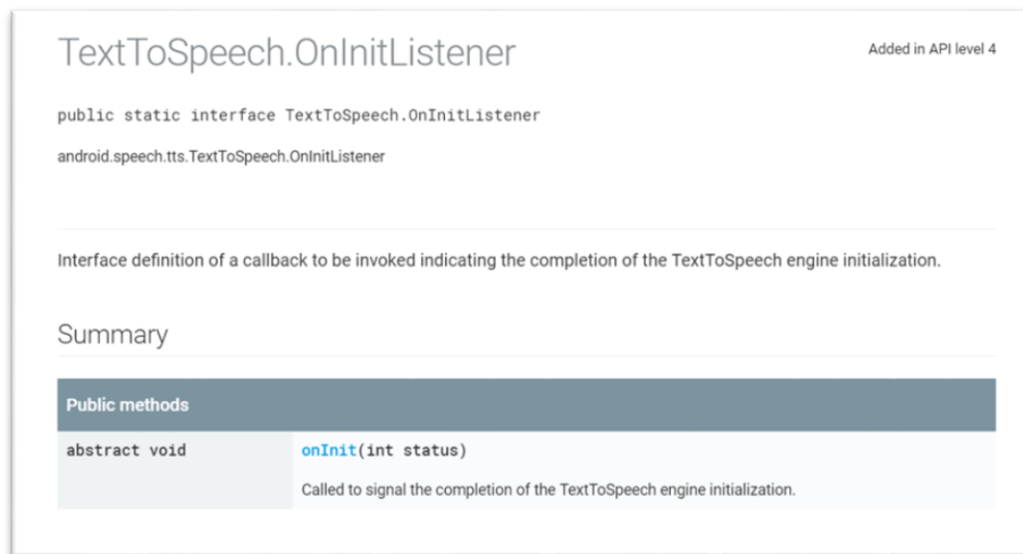 TextToSpeech.OnInitListener
Added in API level 4
public static interface TextToSpeech.OnInitListener
android.speech.tts.TextToSpeech.OnInitListener
Interface definition of a callback to be invoked indicating the completion of the TextToSpeech engine initialization.
Summary
Public methods
abstract void
onInit(int status)
Called to signal the completion of the TextToSpeech engine initialization.